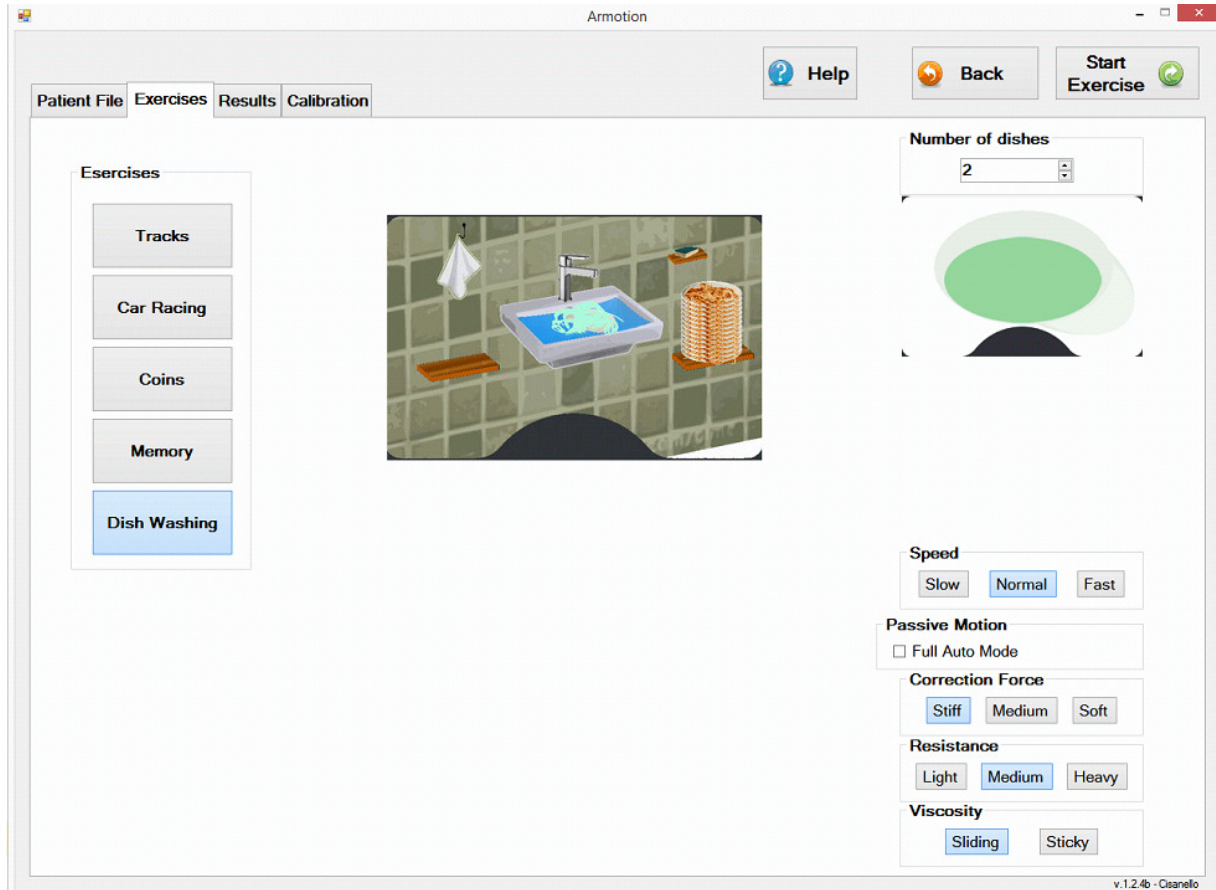 Armotion
Help
Back
Start
Exercise
Patient File
Exercises
Results
Calibration
Esercises
Tracks
Car Racing
Coins
Memory
Dish Washing
Number of dishes
2
Speed
Slow
Normal
Fast
Passive Motion
Full Auto Mode
Correction Force
Stiff
Medium
Soft
Resistance
Light
Medium
Heavy
Viscosity
Sliding
Sticky
v.1.2.4b - Cisanello